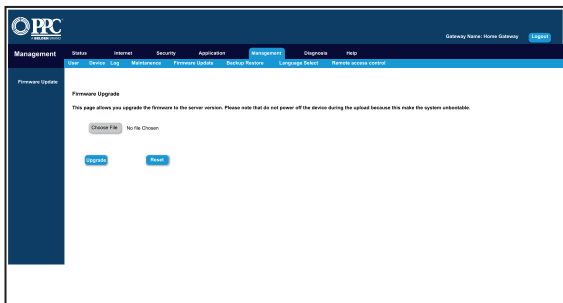 PPC
A BELDEN BRAND
Gateway Name: Home Gateway Logout
Management Status Internet Security Application Management Diagnosis Help
User Device Log Maintanence Firmware Update Backup Restore Language Select Remote access control
Firmware Update
Firmware Upgrade
This page allows you upgrade the firmware to the server version. Please note that do not power off the device during the upload because this make the system unbootable.
Choose File No file Chosen
Upgrade Reset